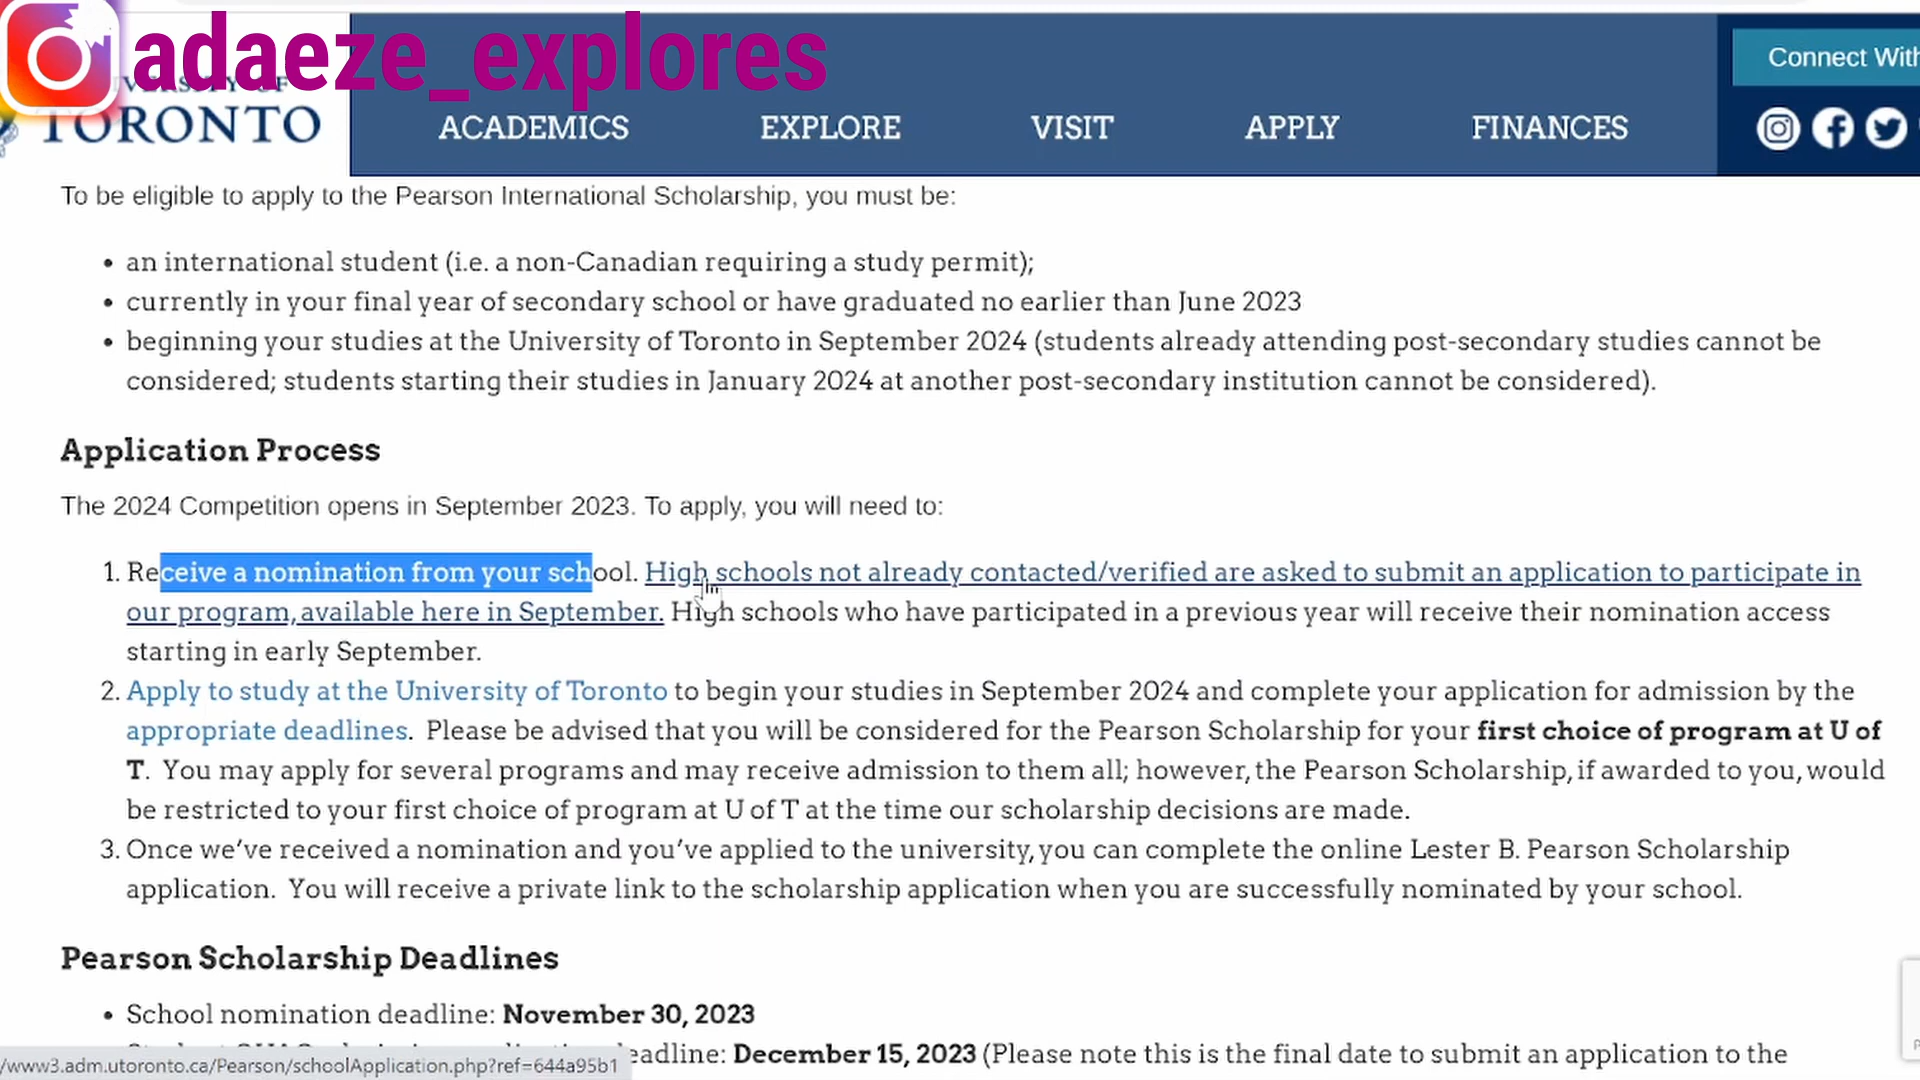 adaeze_explores
Connect With
TORONTO
ACADEMICS
EXPLORE
VISIT
APPLY
FINANCES
To be eligible to apply to the Pearson International Scholarship, you must be:
• an international student (i.e. a non-Canadian requiring a study permit);
• currently in your final year of secondary school or have graduated no earlier than June 2023
• beginning your studies at the University of Toronto in September 2024 (students already attending post-secondary studies cannot be
considered; students starting their studies in January 2024 at another post-secondary institution cannot be considered).
Application Process
The 2024 Competition opens in September 2023. To apply, you will need to:
1. Receive a nomination from your school. High schools not already contacted/verified are asked to submit an application to participate in
our program, available here in September. High schools who have participated in a previous year will receive their nomination access
starting in early September.
2. Apply to study at the University of Toronto to begin your studies in September 2024 and complete your application for admission by the
appropriate deadlines. Please be advised that you will be considered for the Pearson Scholarship for your first choice of program at U of
T. You may apply for several programs and may receive admission to them all; however, the Pearson Scholarship, if awarded to you, would
be restricted to your first choice of program at U of T at the time our scholarship decisions are made.
3. Once we've received a nomination and you've applied to the university, you can complete the online Lester B. Pearson Scholarship
application. You will receive a private link to the scholarship application when you are successfully nominated by your school.
Pearson Scholarship Deadlines
• School nomination deadline: November 30, 2023
eadline: December 15, 2023 (Please note this is the final date to submit an application to the
/www3.adm.utoronto.ca/Pearson/schoolApplication.php?ref=644a95b1